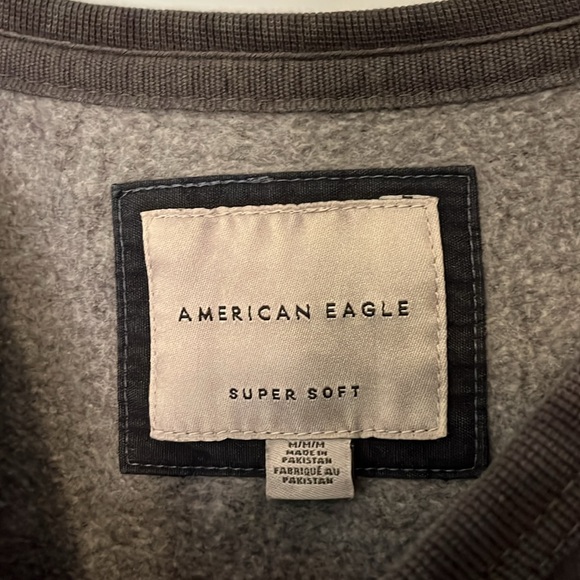 AMERICAN EAGLE
SUPER SOFT
M/M/M
MADE IN
PAKISTAN
FABRIQUÉ AU
PAKISTAN